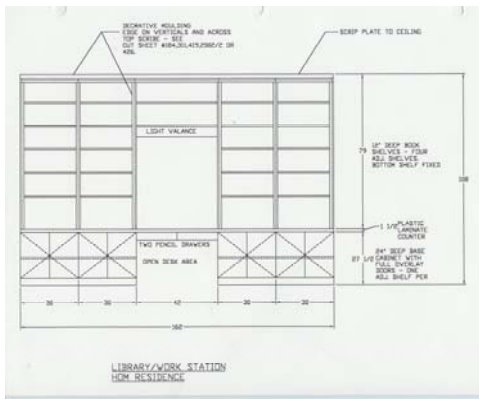 DECORATIVE MOULDING
EDGE ON VERTICALS AND ACROSS
TOP SCRIBE - SEE
CUT SHEET
OR
SCRIP PLATE TO CEILING
LIGHT VALANCE
79
12" DEEP BOOK
SHELVES - FOUR
ADJ. SHELVES
BOTTOM SHELF FIXED
108
1 1/2
PLASTIC
LAMINATE
COUNTER
TWO PENCIL DRAWERS
OPEN DESK AREA
27 1/2
24" DEEP BASE
CABINET WITH
FULL OVERLAY
DOORS - ONE
ADJ SHELF PER
30
30
42
30
30
162
LIBRARY/WORK STATION
HOM RESIDENCE